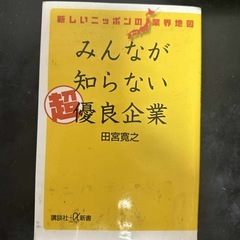 新しいニッポンの業界地図
みんなが
知らない
超優良企業
田宮寛之
講談社+α新書